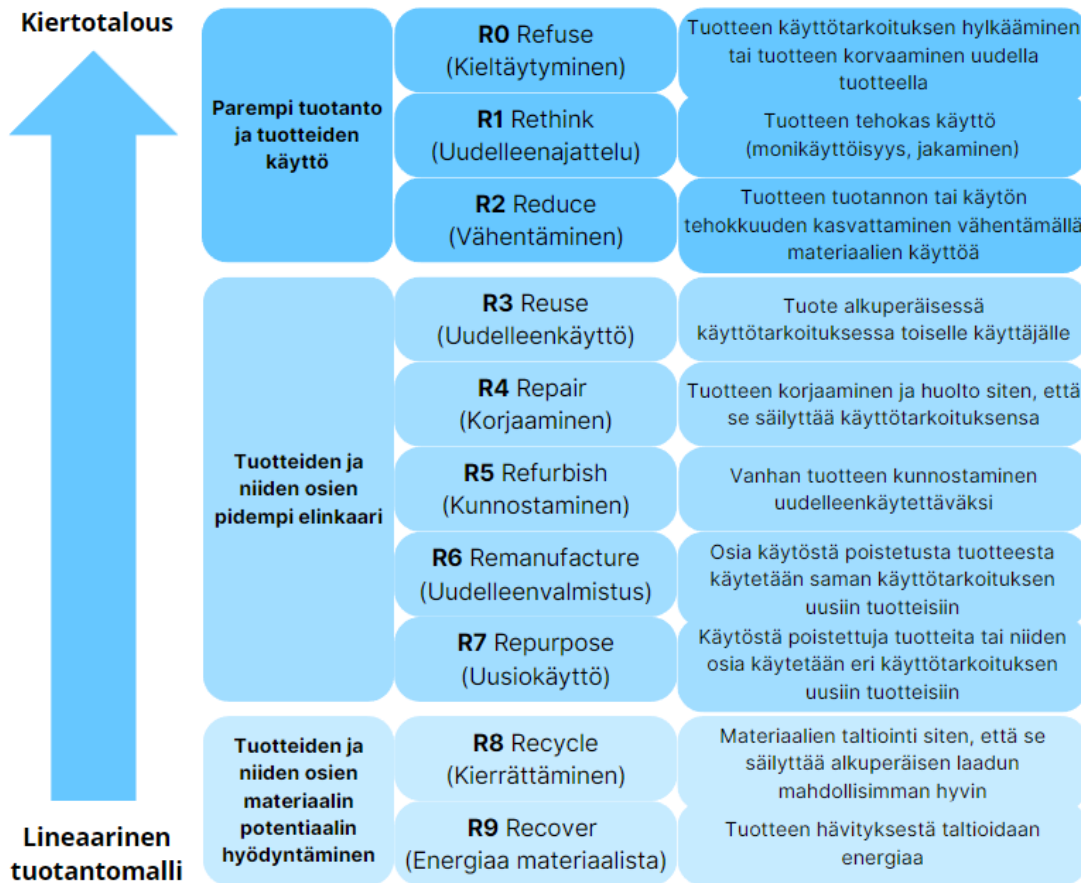 Kiertotalous
Parempi tuotanto
ja tuotteiden
käyttö
R0 Refuse
(Kieltäytyminen)
Tuotteen käyttötarkoituksen hylkääminen
tai tuotteen korvaaminen uudella
tuotteella
R1 Rethink
(Uudelleenajattelu)
Tuotteen tehokas käyttö
(monikäyttöisyys, jakaminen)
R2 Reduce
(Vähentäminen)
Tuotteen tuotannon tai käytön
tehokkuuden kasvattaminen vähentämällä
materiaalien käyttöä
Tuotteiden ja
niiden osien
pidempi elinkaari
R3 Reuse
(Uudelleenkäyttö)
Tuote alkuperäisessä
käyttötarkoituksessa toiselle käyttäjälle
R4 Repair
(Korjaaminen)
Tuotteen korjaaminen ja huolto siten, että
se säilyttää käyttötarkoituksensa
R5 Refurbish
(Kunnostaminen)
Vanhan tuotteen kunnostaminen
uudelleenkäytettäväksi
R6 Remanufacture
(Uudelleenvalmistus)
Osia käytöstä poistetusta tuotteesta
käytetään saman käyttötarkoituksen
uusiin tuotteisiin
R7 Repurpose
(Uusiokäyttö)
Käytöstä poistettuja tuotteita tai niiden
osia käytetään eri käyttötarkoituksen
uusiin tuotteisiin
Tuotteiden ja
niiden osien
materiaalin
potentiaalin
hyödyntäminen
R8 Recycle
(Kierrättäminen)
Materiaalien taltiointi siten, että se
säilyttää alkuperäisen laadun
mahdollisimman hyvin
R9 Recover
(Energiaa materiaalista)
Tuotteen hävityksestä taltioidaan
energiaa
Lineaarinen
tuotantomalli